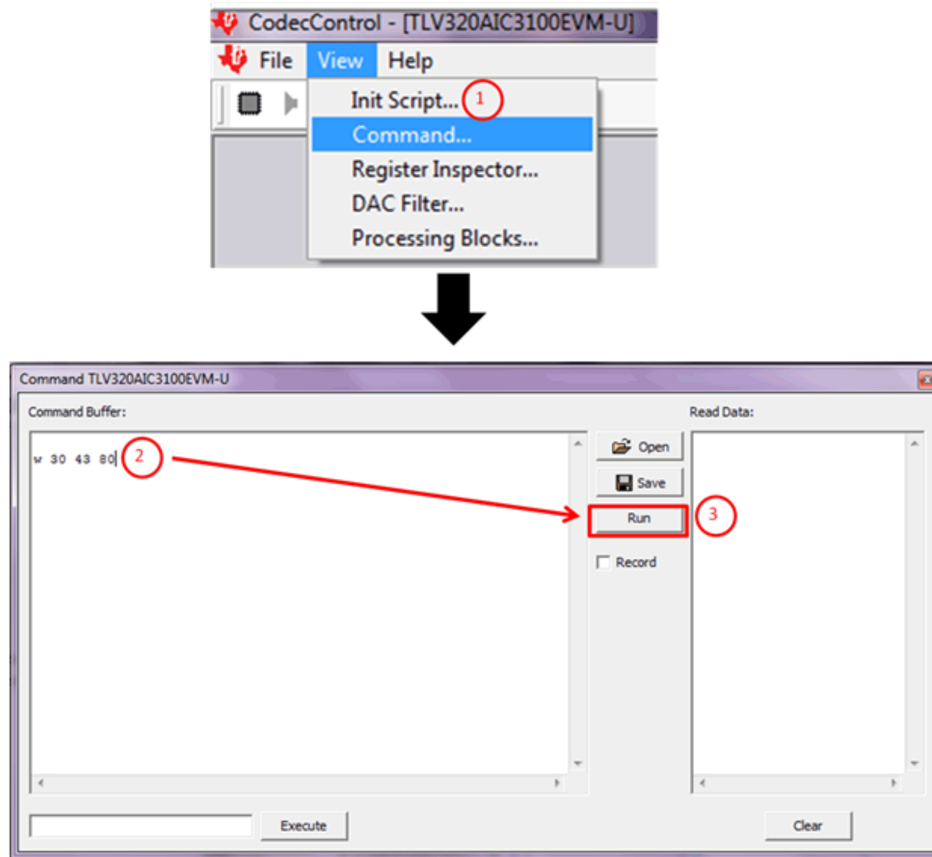 CodecControl - [TLV320AIC3100EVM-U]
File View Help
Init Script... 1
Command...
Register Inspector...
DAC Filter...
Processing Blocks...
Command TLV320AIC3100EVM-U
Command Buffer: Read Data:
w 30 43 80 2
Open
Save
Run 3
Record
Execute Clear